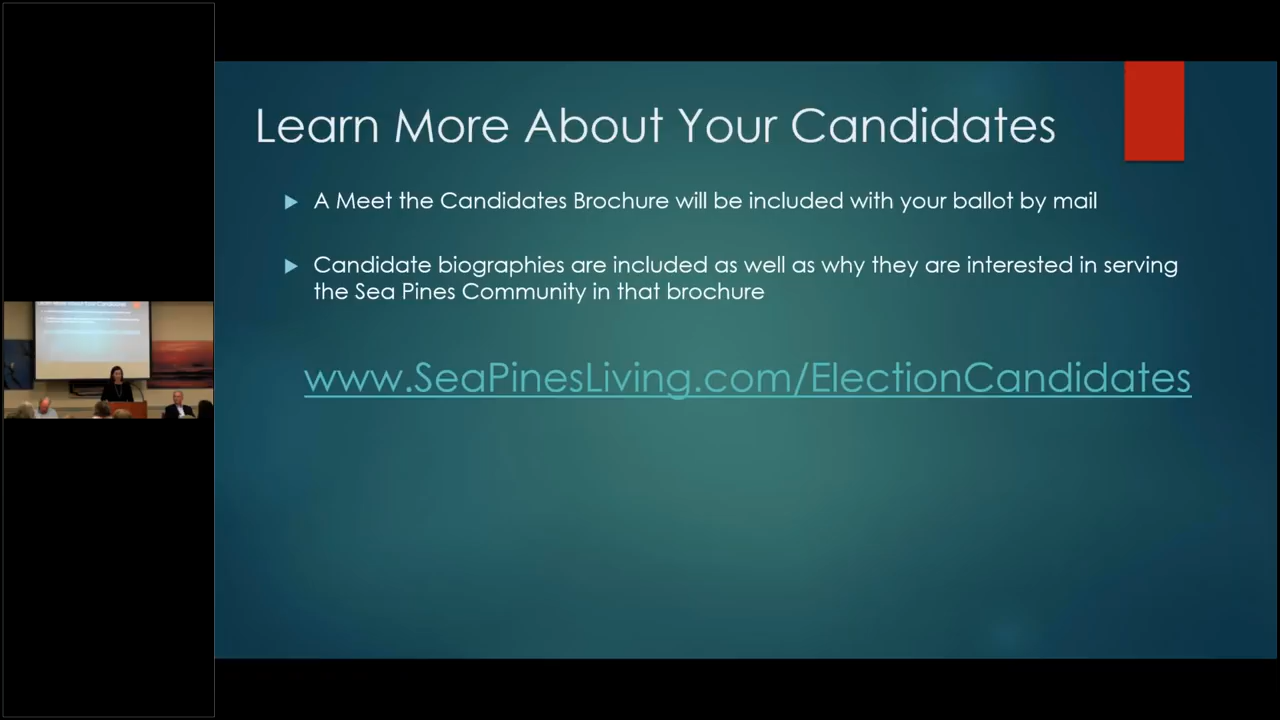 Learn More About Your Candidates
A Meet the Candidates Brochure will be included with your ballot by mail
Candidate biographies are included as well as why they are interested in serving
the Sea Pines Community in that brochure
www.SeaPinesLiving.com/ElectionCandidates